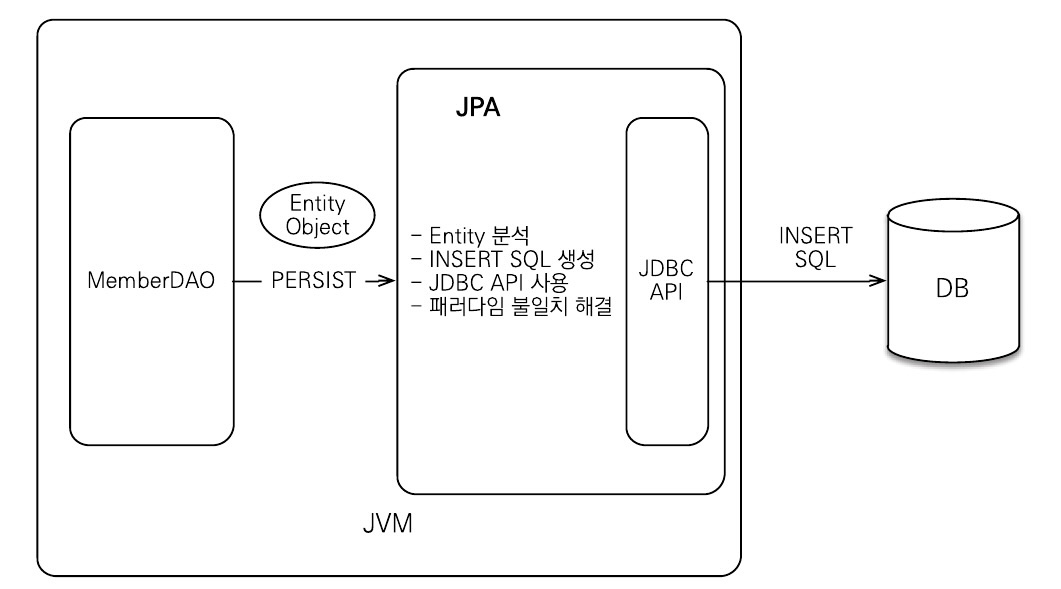 JPA
Entity
Object
MemberDAO
PERSIST
- Entity 분석
- INSERT SQL 생성
- JDBC API 사용
- 패러다임 불일치 해결
JDBC
API
INSERT
SQL
DB
JVM